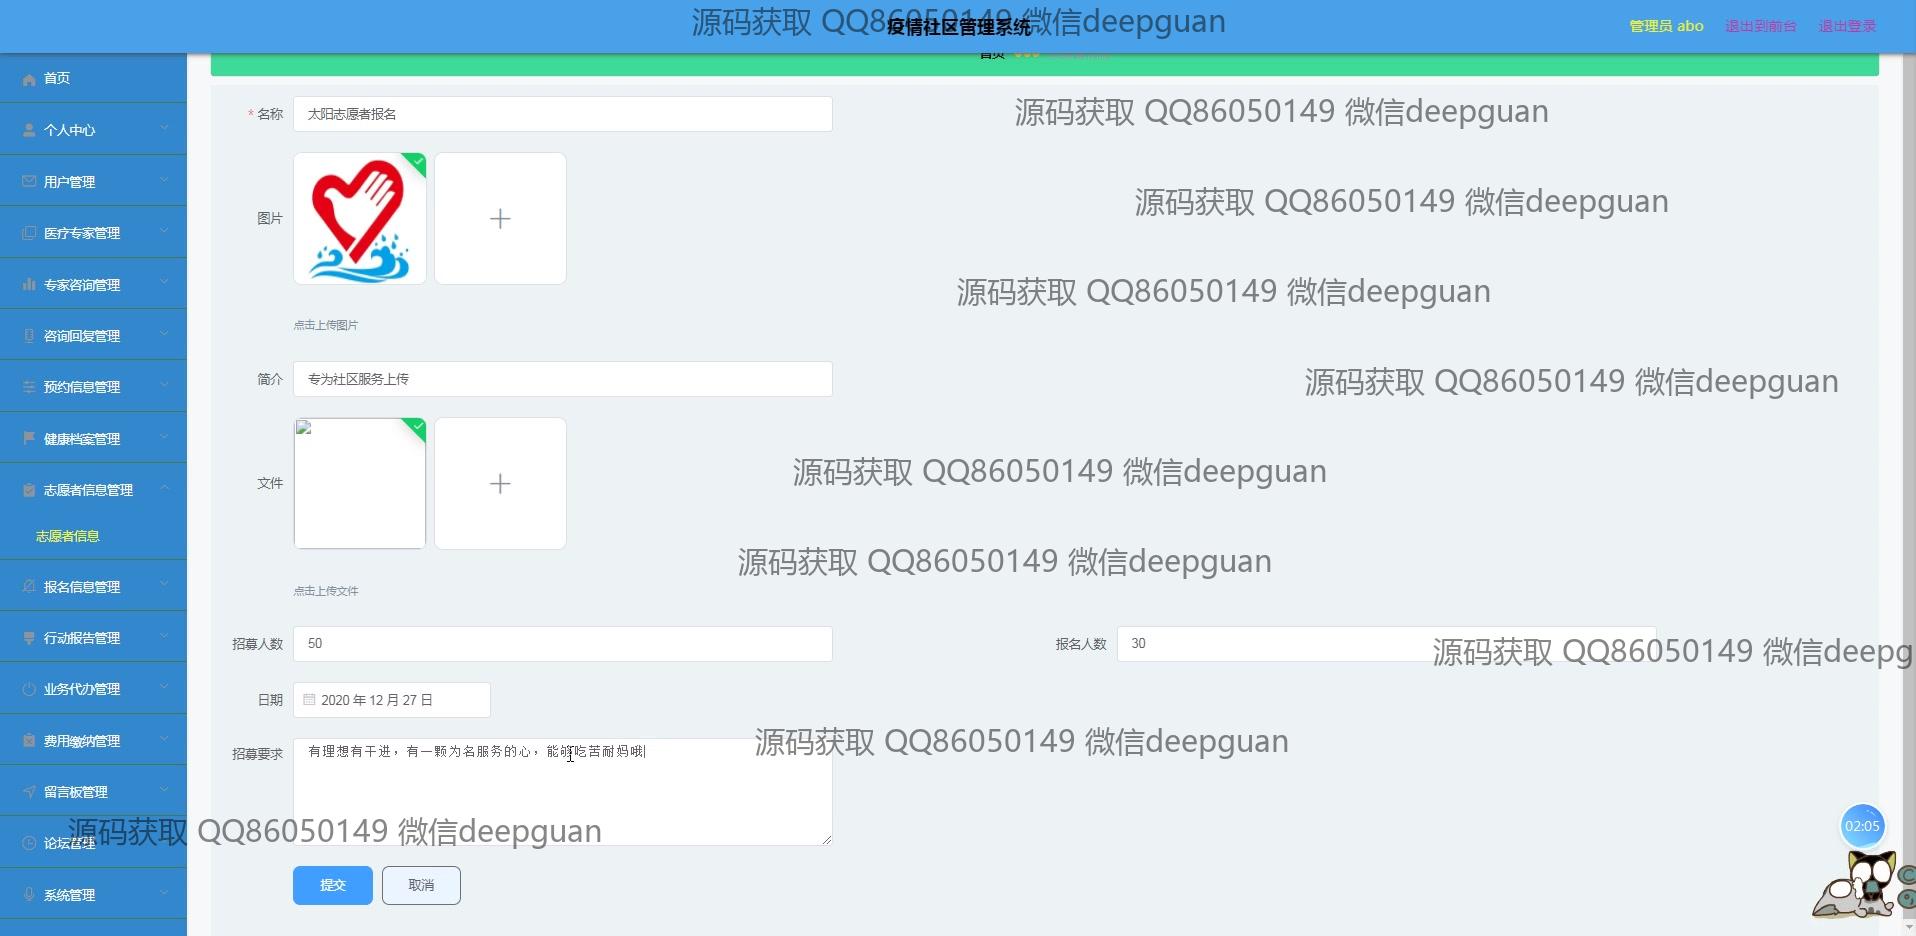 源码获取 QQ86050149 微信deepguan
疫情社区管理系统
管理员 abo
退出到前台
退出登录
首页
首页
个人中心
用户管理
医疗专家管理
专家咨询管理
咨询回复管理
预约信息管理
健康档案管理
志愿者信息管理
志愿者信息
报名信息管理
行动报告管理
业务代办管理
费用缴纳管理
留言板管理
论坛管理
系统管理
* 名称
太阳志愿者报名
源码获取 QQ86050149 微信deepguan
源码获取 QQ86050149 微信deepguan
图片
源码获取 QQ86050149 微信deepguan
点击上传图片
简介
专为社区服务上传
源码获取 QQ86050149 微信deepguan
源码获取 QQ86050149 微信deepguan
文件
源码获取 QQ86050149 微信deepguan
点击上传文件
招募人数
50
报名人数
30
源码获取 QQ86050149 微信deepg
日期
2020 年 12 月 27 日
招募要求
有理想有干进，有一颗为名服务的心，能够吃苦耐妈哦
源码获取 QQ86050149 微信deepguan
源码获取 QQ86050149 微信deepguan
02:05
提交
取消